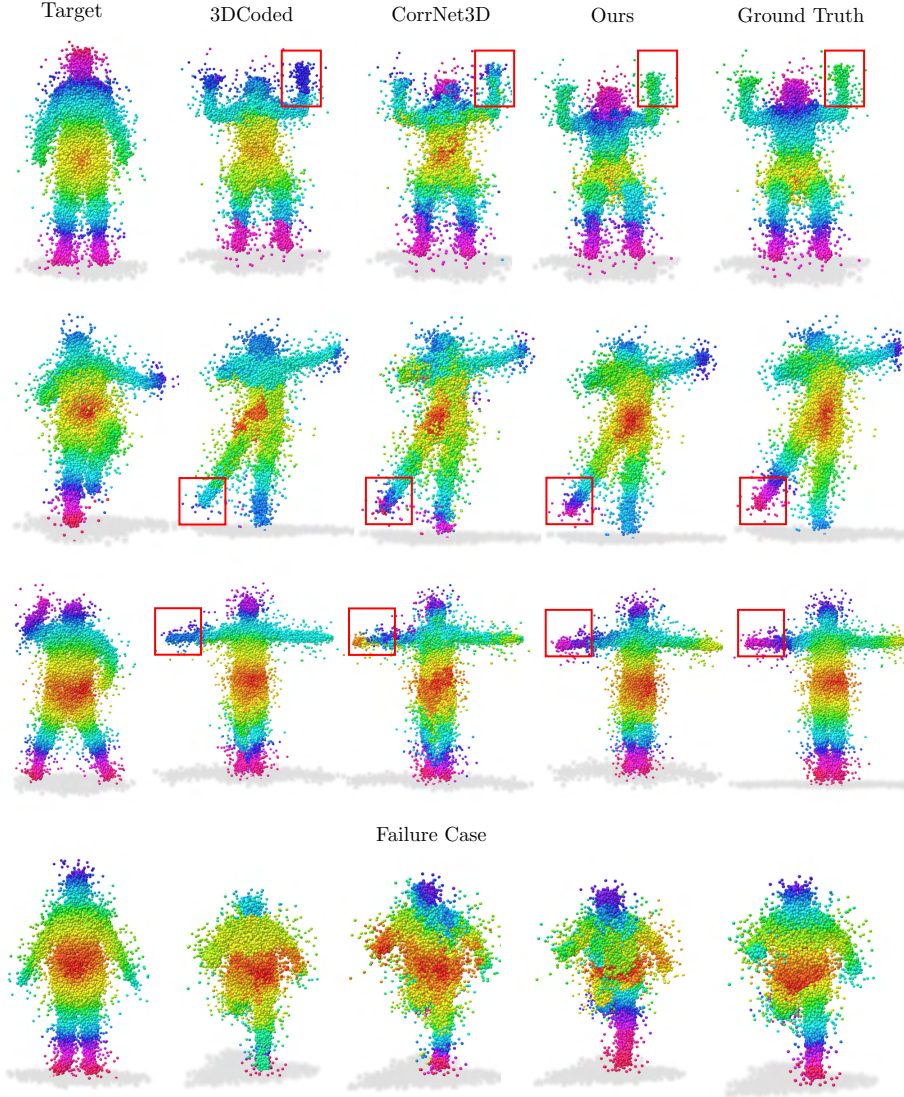 Target
3DCoded
CorrNet3D
Ours
Ground Truth
Failure Case